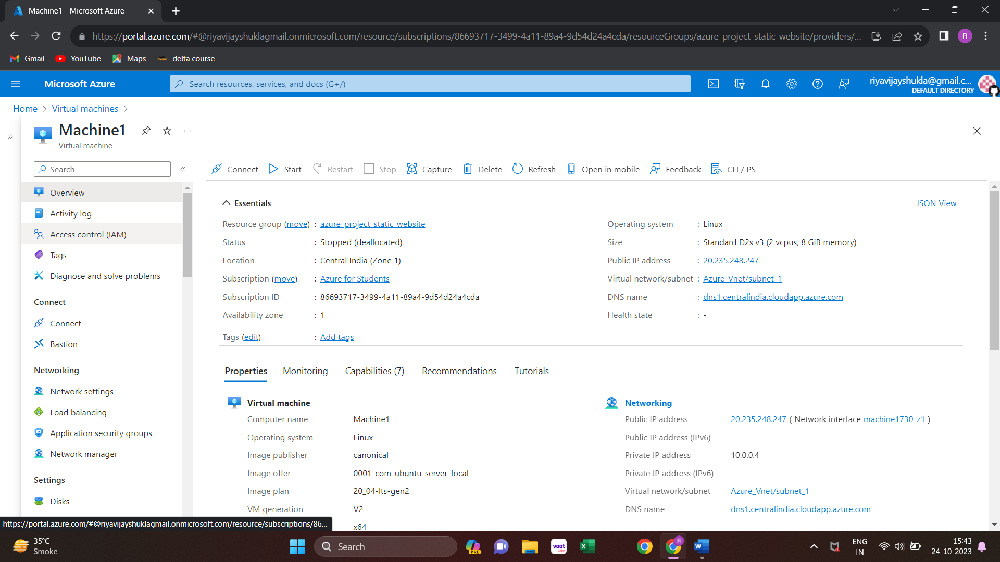 Machine1 - Microsoft Azure
https://portal.azure.com/#@riyavijayshuklagmail.onmicrosoft.com/resource/subscriptions/86693717-3499-4a11-89a4-9d54d24a4cda/resourceGroups/azure_project_static_website/providers/...
R
Gmail YouTube Maps delta course
Microsoft Azure
Search resources, services, and docs (G+/)
riyavijayshukla@gmail.c...
DEFAULT DIRECTORY
Home > Virtual machines >
Machine1
Virtual machine
Search
Connect Start Restart Stop Capture Delete Refresh Open in mobile Feedback CLI / PS
Overview
Activity log
Access control (IAM)
Tags
Diagnose and solve problems
Connect
Connect
Bastion
Networking
Network settings
Load balancing
Application security groups
Network manager
Settings
Disks
Essentials
JSON View
Resource group (move) : azure_project_static_website
Status : Stopped (deallocated)
Location : Central India (Zone 1)
Subscription (move) : Azure for Students
Subscription ID : 86693717-3499-4a11-89a4-9d54d24a4cda
Availability zone : 1
Operating system : Linux
Size : Standard D2s v3 (2 vcpus, 8 GiB memory)
Public IP address : 20.235.248.247
Virtual network/subnet : Azure_Vnet/subnet_1
DNS name : dns1.centralindia.cloudapp.azure.com
Health state : -
Tags (edit) : Add tags
Properties Monitoring Capabilities (7) Recommendations Tutorials
Virtual machine
Computer name Machine1
Operating system Linux
Image publisher canonical
Image offer 0001-com-ubuntu-server-focal
Image plan 20_04-lts-gen2
VM generation V2
x64
Networking
Public IP address 20.235.248.247 ( Network interface machine1730_z1 )
Public IP address (IPv6) -
Private IP address 10.0.0.4
Private IP address (IPv6) -
Virtual network/subnet Azure_Vnet/subnet_1
DNS name dns1.centralindia.cloudapp.azure.com
https://portal.azure.com/#@riyavijayshuklagmail.onmicrosoft.com/resource/subscriptions/86...
35°C
Smoke
Search
PRE
voot
R
ENG
IN
15:43
24-10-2023